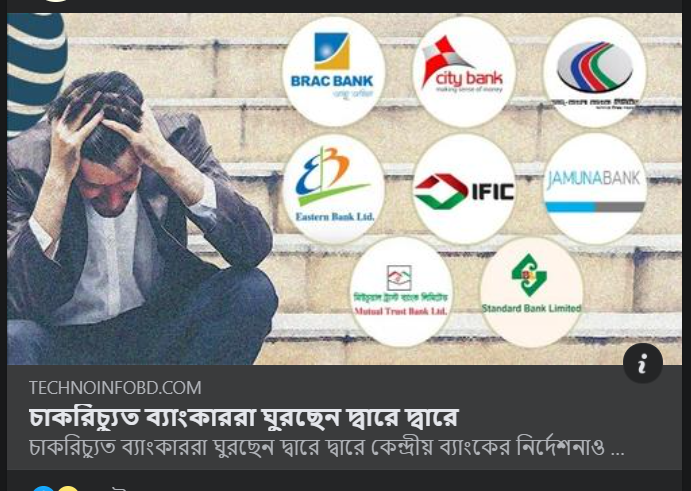 BRAC BANK
city bank
making sense of money
Eastern Bank Ltd.
IFIC
JAMUNABANK
মিউচুয়াল ট্রাস্ট ব্যাংক লিমিটেড
Mutual Trust Bank Ltd.
Standard Bank Limited
TECHNOINFOBD.COM
চাকরিচ্যুত ব্যাংকাররা ঘুরছেন দ্বারে দ্বারে
চাকরিচ্যুত ব্যাংকাররা ঘুরছেন দ্বারে দ্বারে কেন্দ্রীয় ব্যাংকের নির্দেশনাও ...